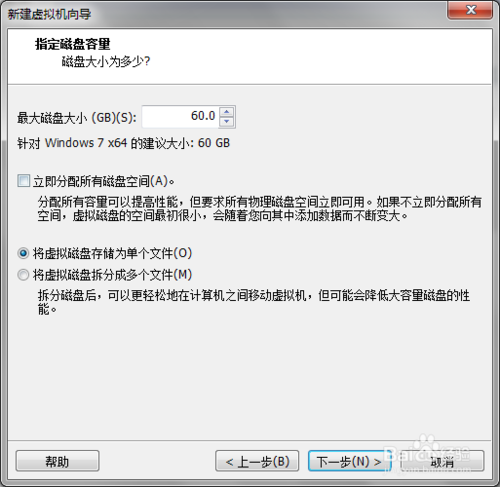 新建虚拟机向导
指定磁盘容量
磁盘大小为多少?
最大磁盘大小 (GB)(S): 60.0
针对 Windows 7 x64 的建议大小: 60 GB
立即分配所有磁盘空间(A)。
分配所有容量可以提高性能，但要求所有物理磁盘空间立即可用。如果不立即分配所有
空间，虚拟磁盘的空间最初很小，会随着您向其中添加数据而不断变大。
将虚拟磁盘存储为单个文件(O)
将虚拟磁盘拆分成多个文件(M)
拆分磁盘后，可以更轻松地在计算机之间移动虚拟机，但可能会降低大容量磁盘的性
能。
帮助 < 上一步(B) 下一步(N) > 取消